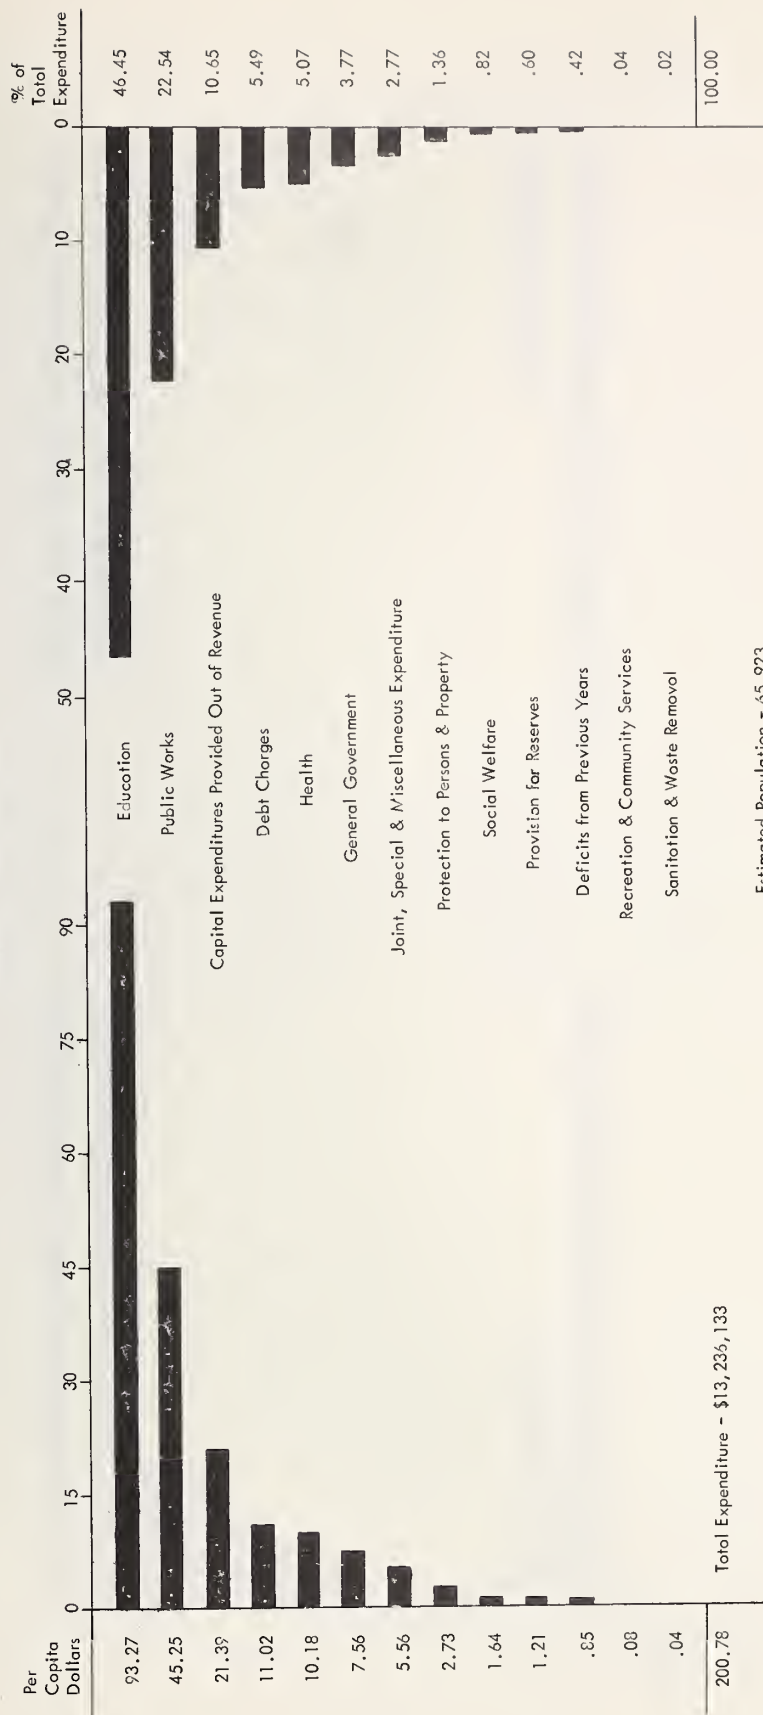 Per
Capita
Dollars
0
15
30
45
60
75
90
50
40
30
20
10
0
% of
Total
Expenditure
93.27
Education
46.45
45.25
Public Works
22.54
21.39
Capital Expenditures Provided Out of Revenue
10.65
11.02
Debt Charges
5.49
10.18
Health
5.07
7.56
General Government
3.77
5.56
Joint, Special & Miscellaneous Expenditure
2.77
2.73
Protection to Persons & Property
1.36
1.64
Social Welfare
.82
1.21
Provision for Reserves
.60
.85
Deficits from Previous Years
.42
.08
Recreation & Community Services
.04
.04
Sanitation & Waste Removal
.02
200.78
Total Expenditure - $13,236,133
100.00
Estimated Population - 65,923